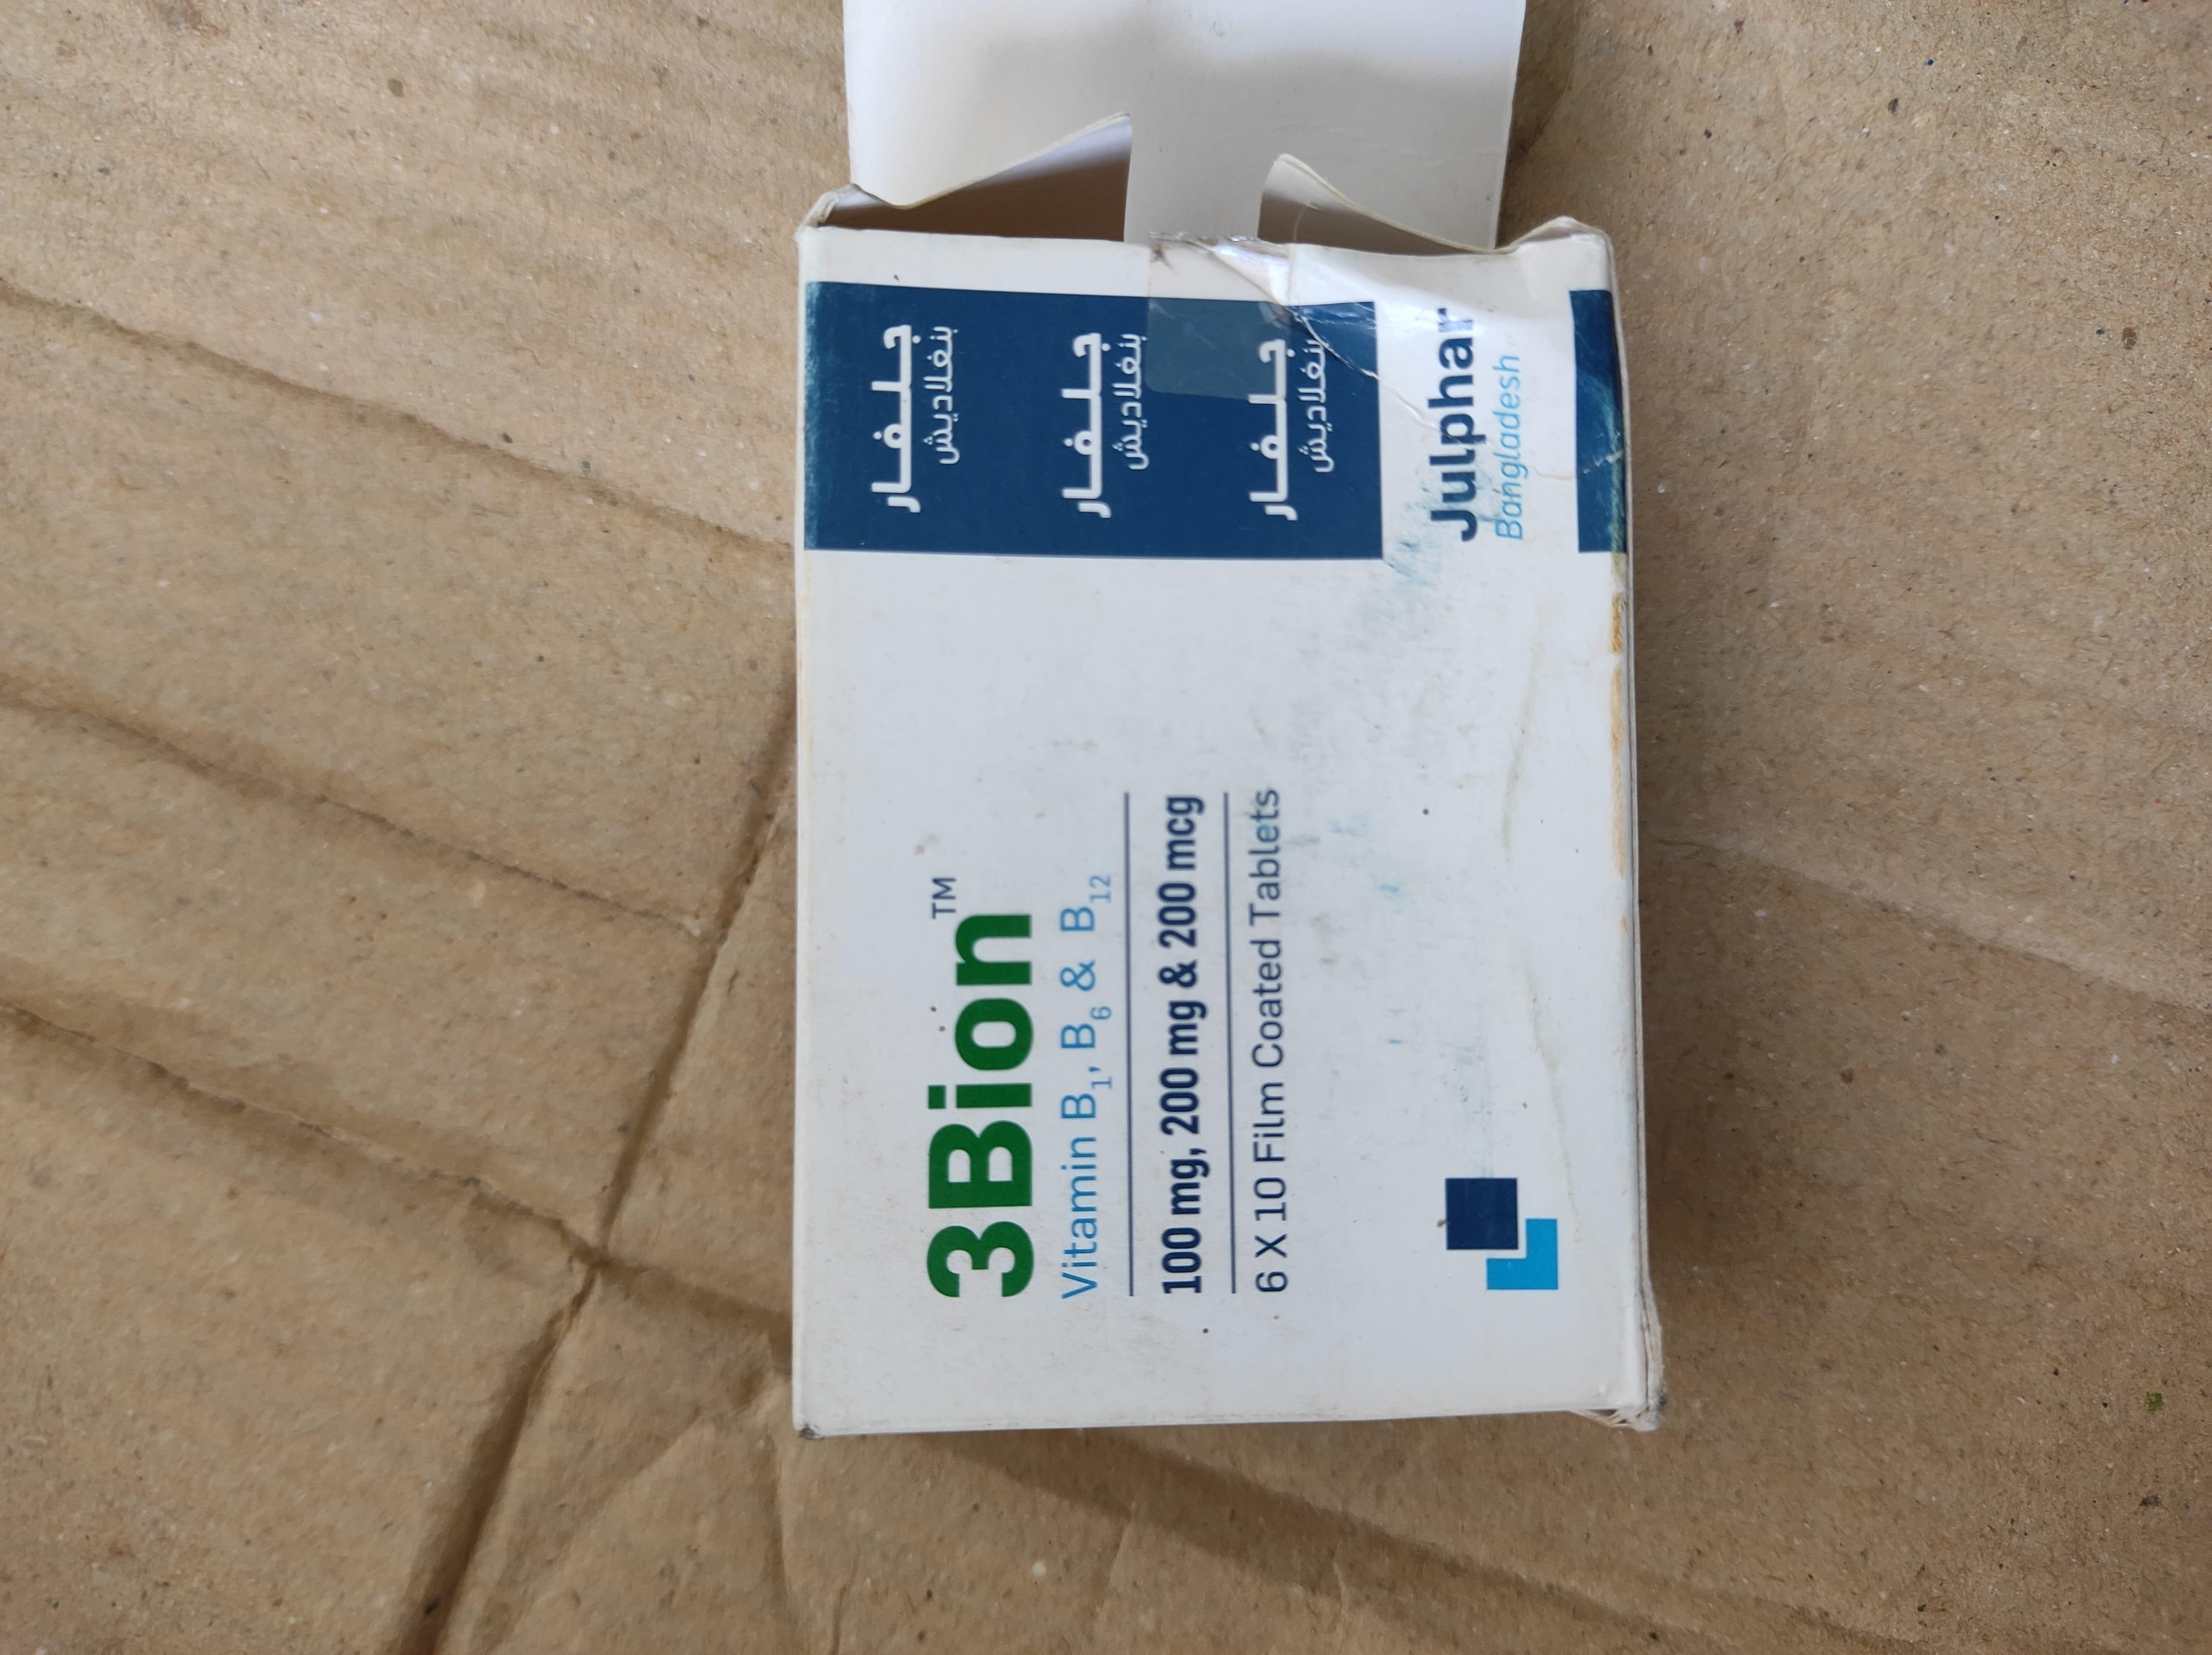 3Bion™
Vitamin B₁, B₆ & B₁₂
100 mg, 200 mg & 200 mcg
6 X 10 Film Coated Tablets
جلفار
بنغلاديش
جلفار
بنغلاديش
جلفار
بنغلاديش
Julphar
Bangladesh